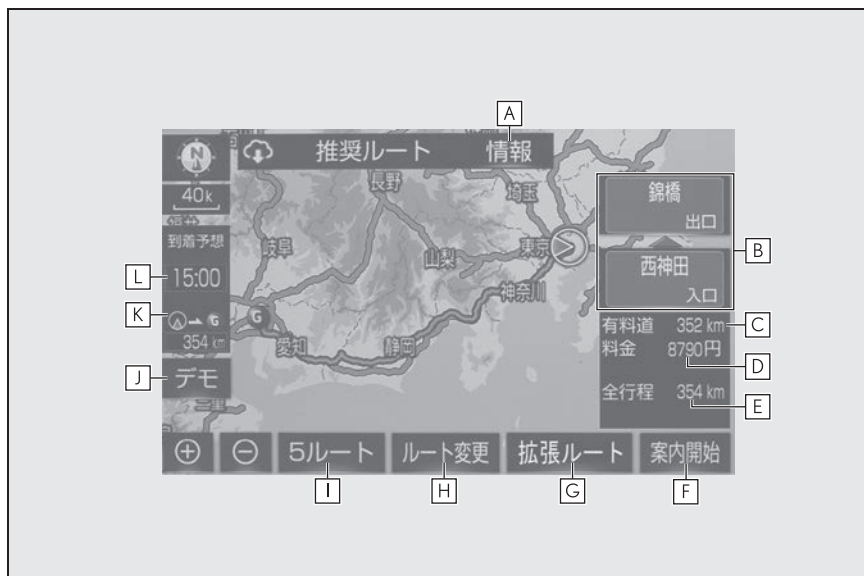 A
推奨ルート 情報
N
40k
長野
埼玉
錦橋
出口
福井
到着予想
岐阜
山梨
東京
B
L
15:00
西神田
入口
神奈川
K
G
G
354 km
愛知
静岡
有料道 352 km
C
料金 8790円
D
J
デモ
三重
全行程 354 km
E
5ルート ルート変更 拡張ルート 案内開始
I
H
G
F